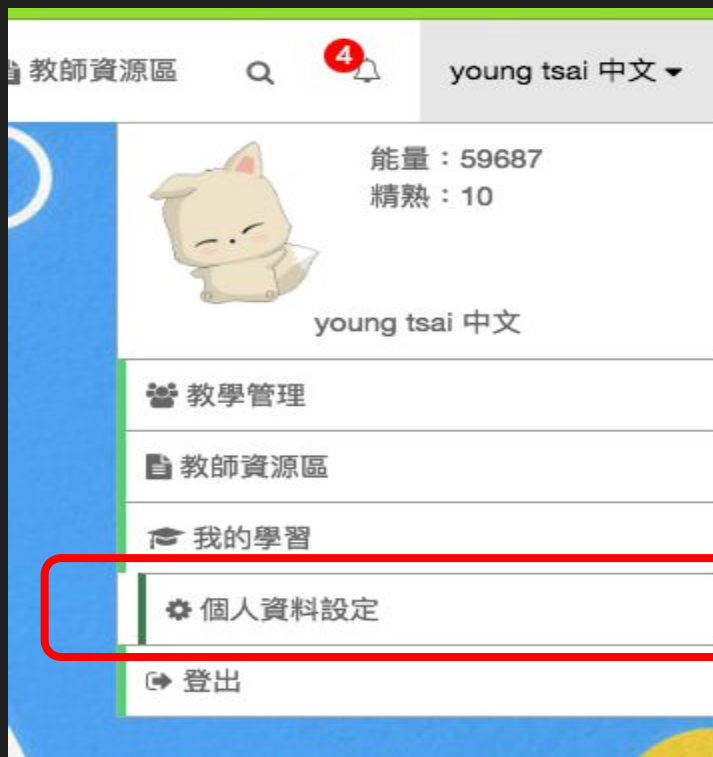 教師資源區
4
young tsai 中文
能量：59687
精熟：10
young tsai 中文
教學管理
教師資源區
我的學習
個人資料設定
登出